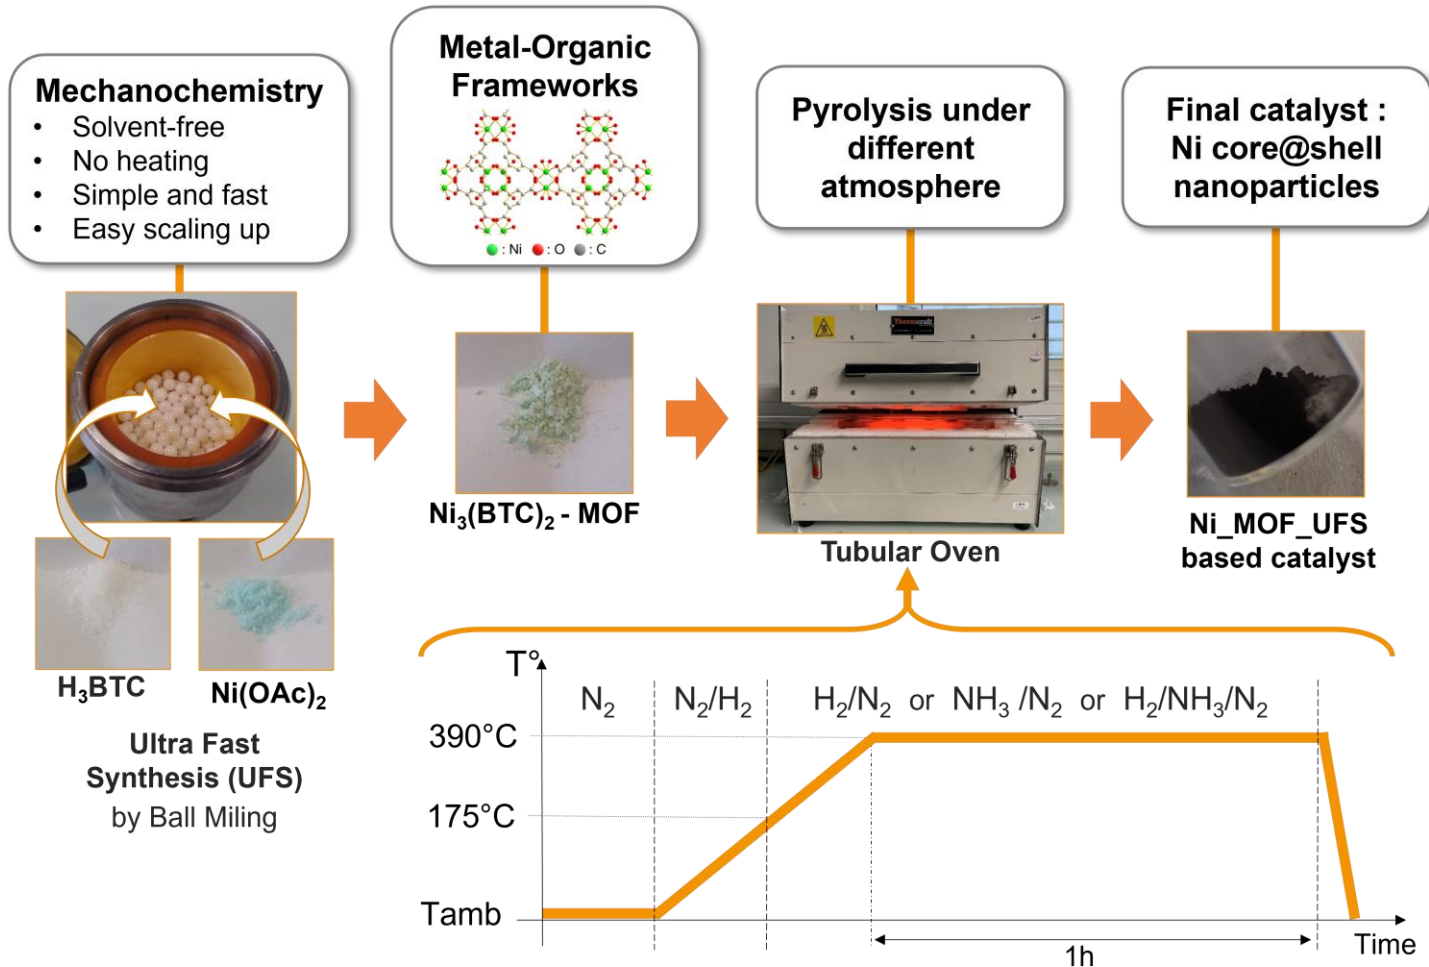 Mechanochemistry
• Solvent-free
• No heating
• Simple and fast
• Easy scaling up
Metal-Organic
Frameworks
: Ni : O : C
Pyrolysis under
different
atmosphere
Final catalyst :
Ni core@shell
nanoparticles
Thermcraft
Ni₃(BTC)₂ - MOF
Tubular Oven
Ni_MOF_UFS
based catalyst
H₃BTC
Ni(OAc)₂
Ultra Fast
Synthesis (UFS)
by Ball Miling
T°
N₂
N₂/H₂
H₂/N₂ or NH₃ /N₂ or H₂/NH₃/N₂
390°C
175°C
Tamb
1h
Time